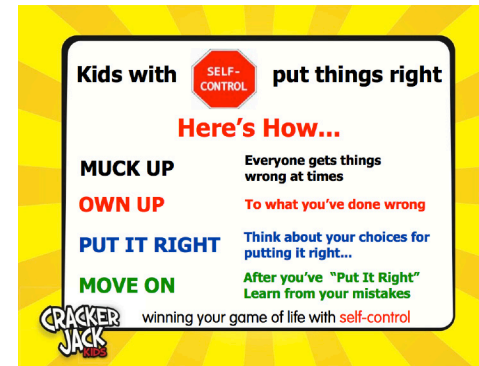 Kids with SELF-CONTROL put things right
Here's How...
MUCK UP
Everyone gets things
wrong at times
OWN UP
To what you've done wrong
PUT IT RIGHT
Think about your choices for
putting it right...
MOVE ON
After you've "Put It Right"
Learn from your mistakes
CRACKER
JACK
KIDS
winning your game of life with self-control